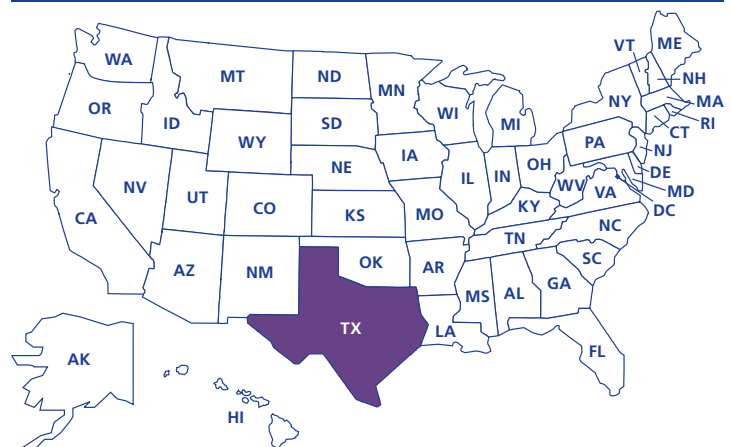 WA
MT
ND
MN
VT
ME
NH
MA
RI
CT
NY
OR
ID
SD
WI
MI
WY
IA
NE
PA
NJ
OH
DE
MD
DC
IL
IN
WV
VA
NV
UT
CO
KS
MO
KY
CA
NC
TN
SC
AZ
NM
OK
AR
MS
AL
GA
TX
LA
FL
AK
HI